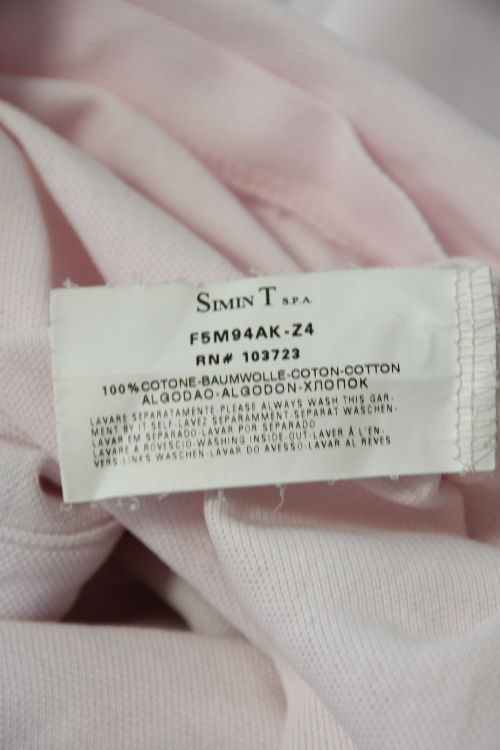 SIMIN T S.P.A.
F5M94AK-Z4
RN# 103723
100% COTONE-BAUMWOLLE-COTON-COTTON
ALGODAO-ALGODON-ХЛОПОК
LAVARE SEPARATAMENTE·PLEASE ALWAYS WASH THIS GAR-
MENT BY IT SELF·LAVEZ SEPARAMMENT SEPARAT WASCHEN·
LAVAR EM SEPARADO·LAVAR POR SEPARADO
LAVARE A ROVESCIO·WASHING INSIDE·OUT·LAVER À L'EN-
VERS·LINKS WASCHEN·LAVAR DO AVESSO·LAVAR AL REVES